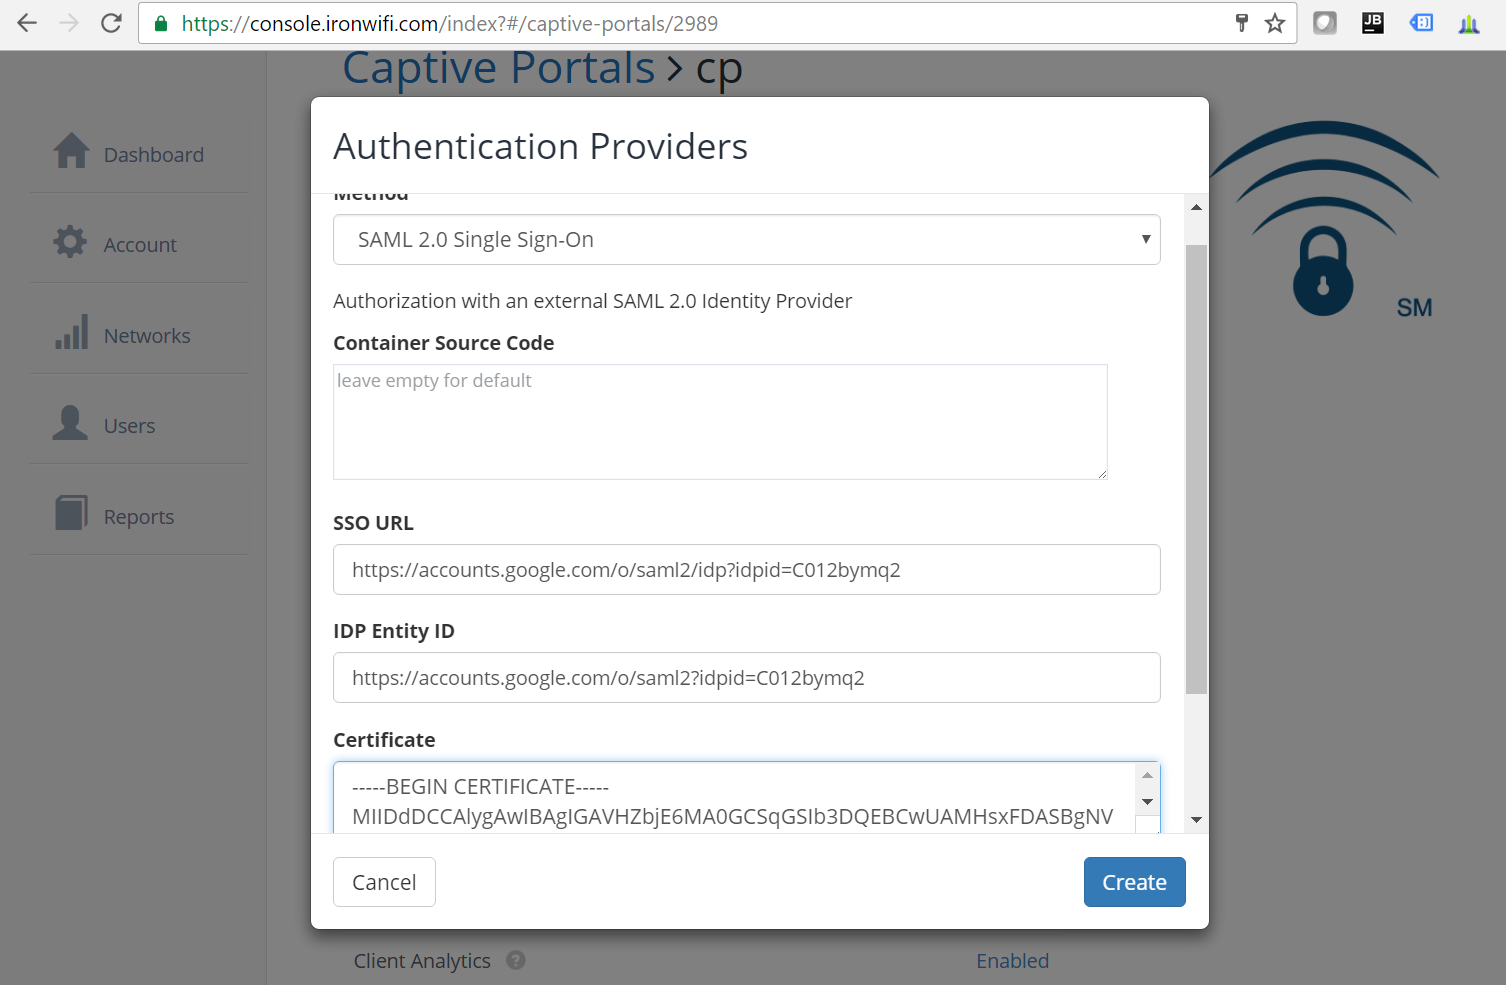 https://console.ironwifi.com/index?#/captive-portals/2989
JB
Captive Portals > cp
Authentication Providers
Dashboard
Account
Networks
Users
Reports
SM
Method
SAML 2.0 Single Sign-On
Authorization with an external SAML 2.0 Identity Provider
Container Source Code
leave empty for default
SSO URL
https://accounts.google.com/o/saml2/idp?idpid=C012bymq2
IDP Entity ID
https://accounts.google.com/o/saml2?idpid=C012bymq2
Certificate
-----BEGIN CERTIFICATE-----
MIIDdDCCAlygAwIBAgIGAVHZbjE6MA0GCSqGSIb3DQEBCwUAMHsxFDASBgNV
Cancel
Create
Client Analytics ?
Enabled